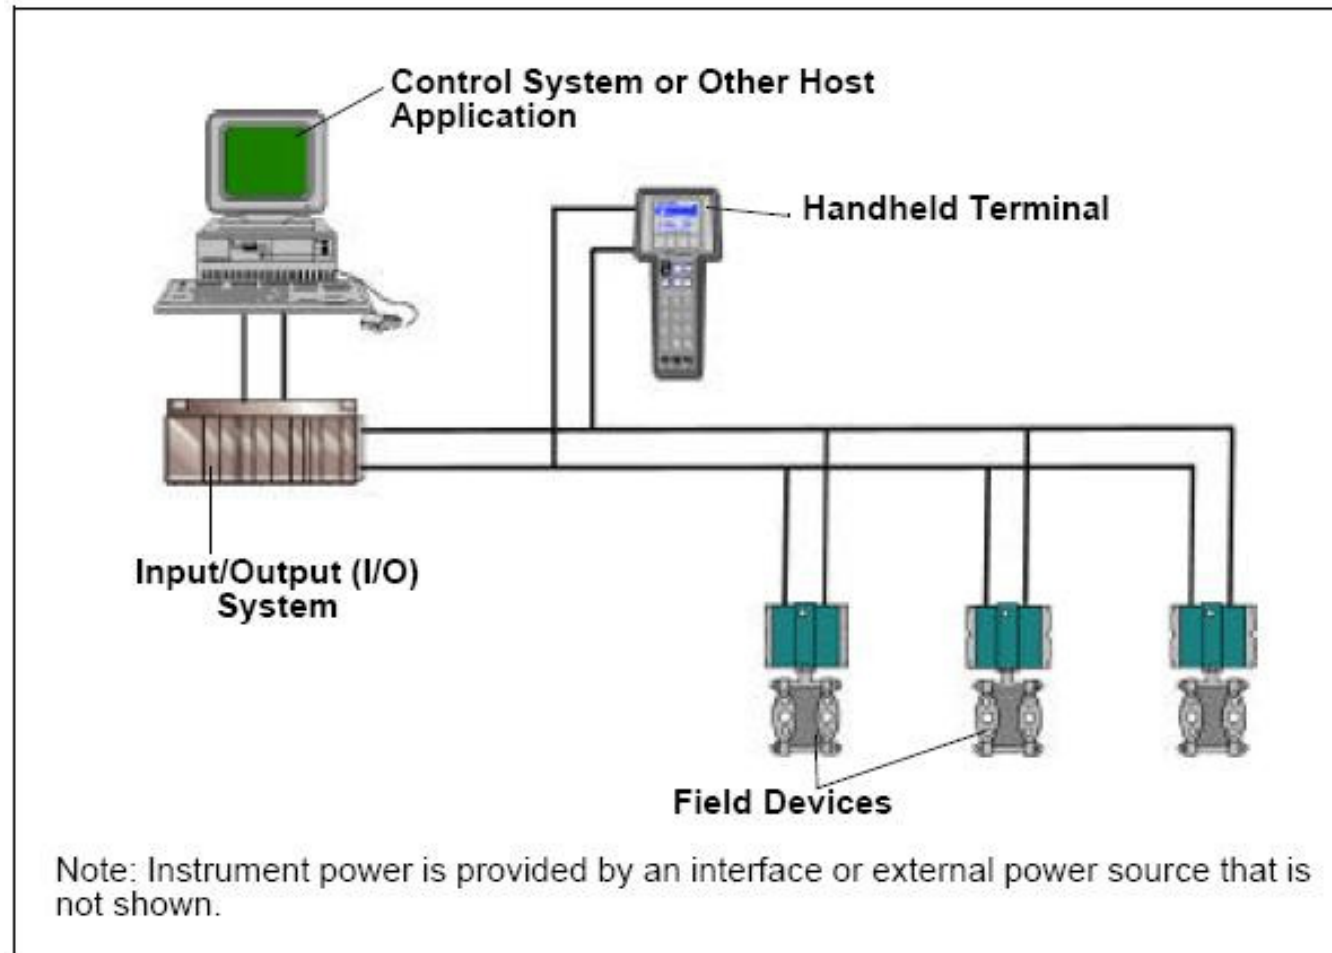 Control System or Other Host
Application
Handheld Terminal
Input/Output (I/O)
System
Field Devices
Note: Instrument power is provided by an interface or external power source that is
not shown.